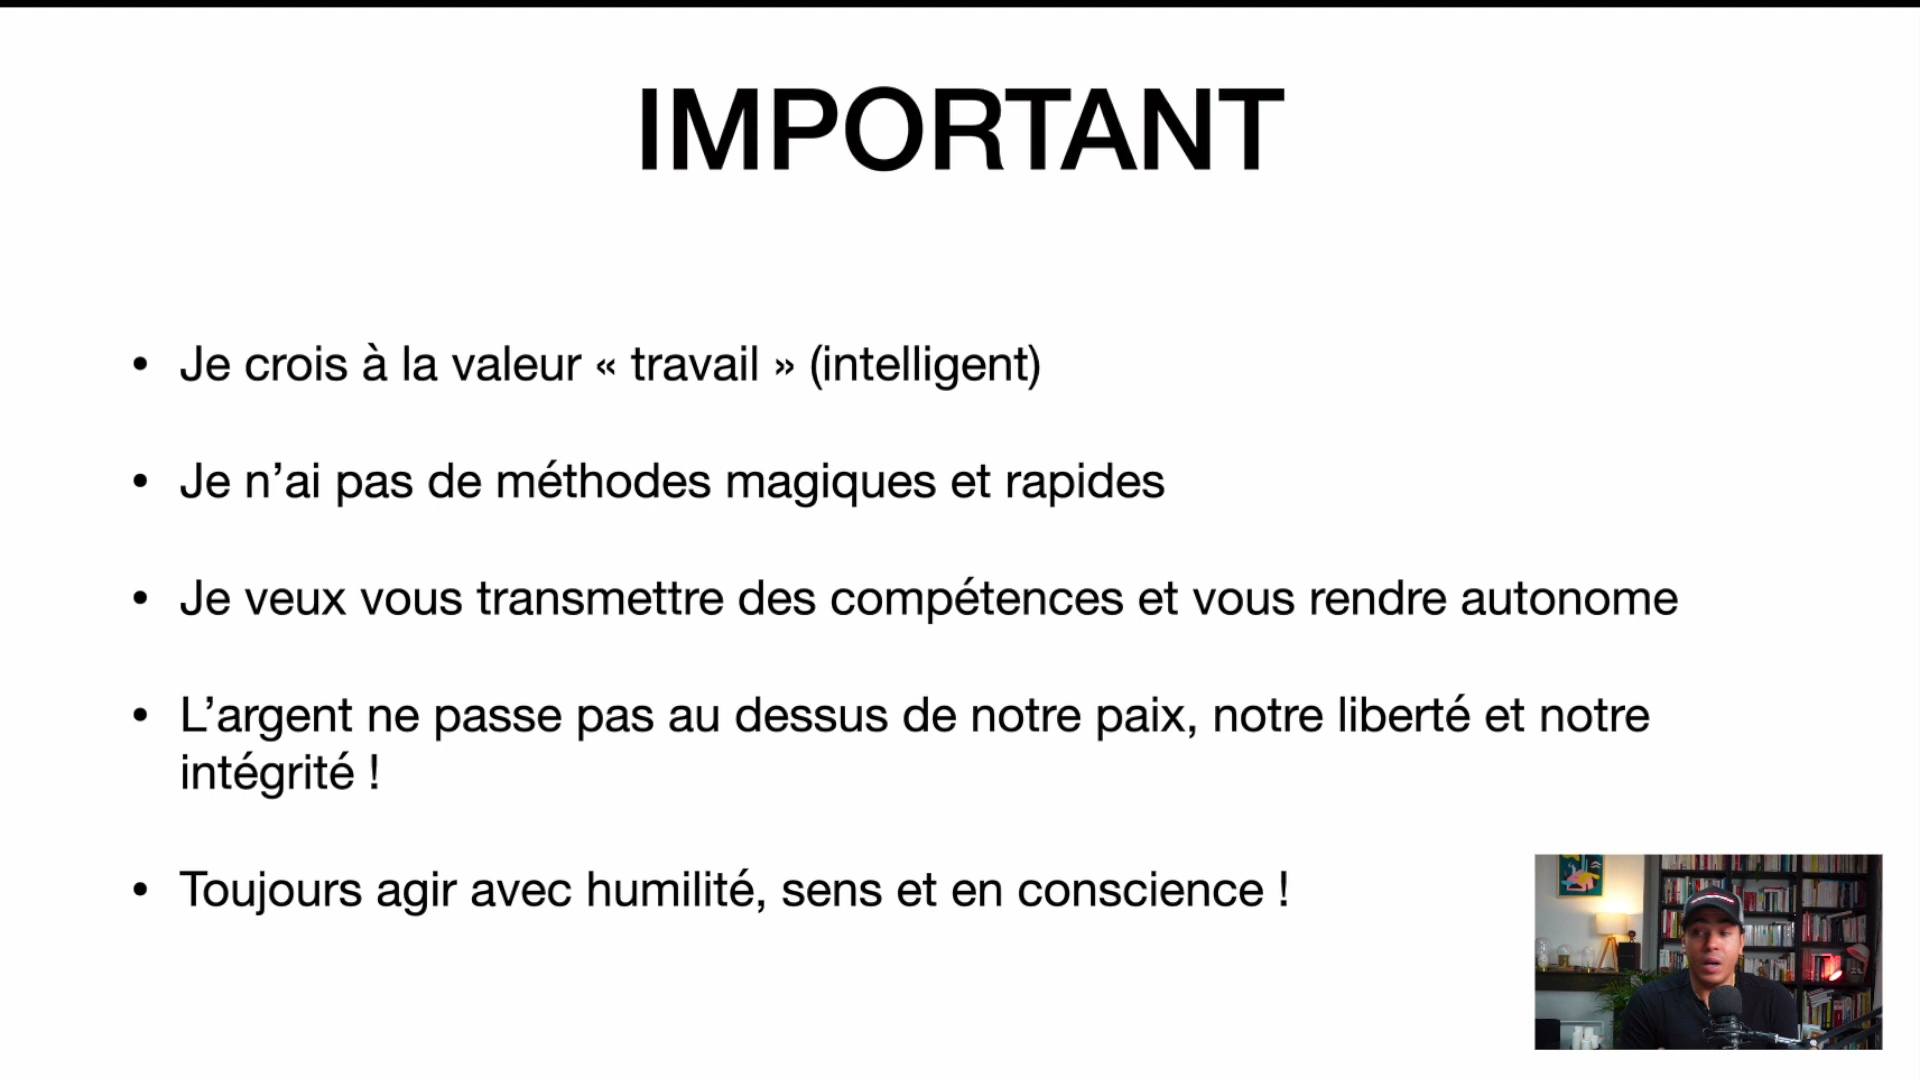 IMPORTANT
• Je crois à la valeur « travail » (intelligent)
• Je n’ai pas de méthodes magiques et rapides
• Je veux vous transmettre des compétences et vous rendre autonome
• L’argent ne passe pas au dessus de notre paix, notre liberté et notre
intégrité !
• Toujours agir avec humilité, sens et en conscience !